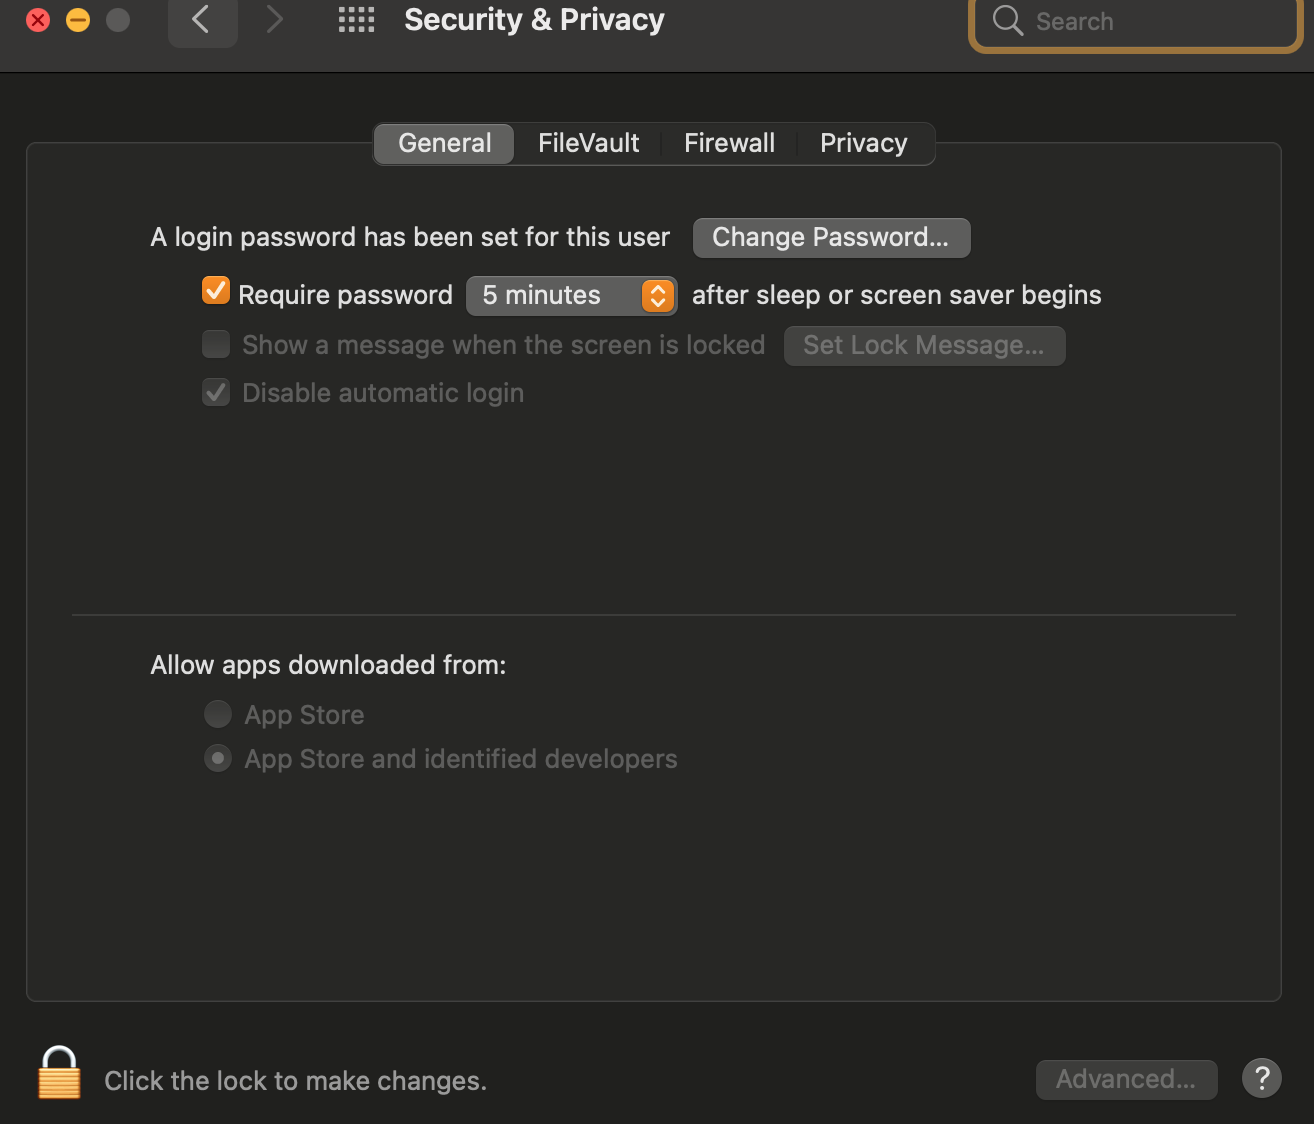 Security & Privacy
Search
General FileVault Firewall Privacy
A login password has been set for this user Change Password...
Require password 5 minutes after sleep or screen saver begins
Show a message when the screen is locked Set Lock Message...
Disable automatic login
Allow apps downloaded from:
App Store
App Store and identified developers
Click the lock to make changes.
Advanced... ?